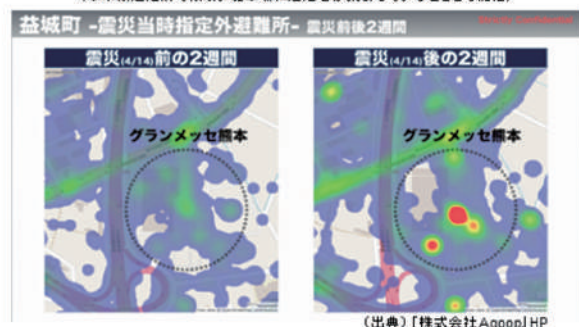 益城町 -震災当時指定外避難所- 震災前後2週間
震災(4/14)前の2週間
震災(4/14)後の2週間
グランメッセ熊本
グランメッセ熊本
(出典)「株式会社Agoop」HP